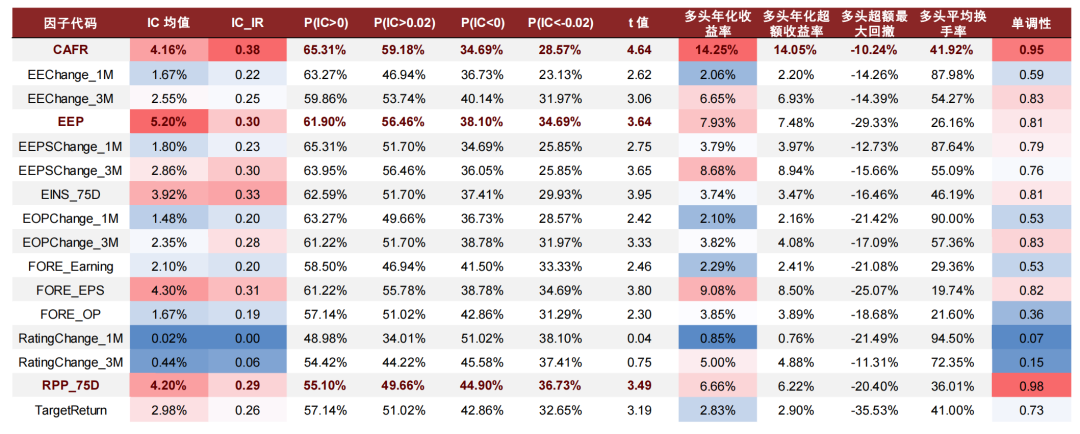 因子代码 IC 均值 IC_IR P(IC>0) P(IC>0.02) P(IC<0) P(IC<-0.02) t 值 多头年化收益率 多头年化超额收益率 多头超额最大回撤 多头平均换手率 单调性
CAFR 4.16% 0.38 65.31% 59.18% 34.69% 28.57% 4.64 14.25% 14.05% -10.24% 41.92% 0.95
EEChange_1M 1.67% 0.22 63.27% 46.94% 36.73% 23.13% 2.62 2.06% 2.20% -14.26% 87.98% 0.59
EEChange_3M 2.55% 0.25 59.86% 53.74% 40.14% 31.97% 3.06 6.65% 6.93% -14.39% 54.27% 0.83
EEP 5.20% 0.30 61.90% 56.46% 38.10% 34.69% 3.64 7.93% 7.48% -29.33% 26.16% 0.81
EEPSChange_1M 1.80% 0.23 65.31% 51.70% 34.69% 25.85% 2.75 3.79% 3.97% -12.73% 87.64% 0.79
EEPSChange_3M 2.86% 0.30 63.95% 56.46% 36.05% 25.85% 3.65 8.68% 8.94% -15.66% 55.09% 0.76
EINS_75D 3.92% 0.33 62.59% 51.70% 37.41% 29.93% 3.95 3.74% 3.47% -16.46% 46.19% 0.81
EOPChange_1M 1.48% 0.20 63.27% 49.66% 36.73% 28.57% 2.42 2.10% 2.16% -21.42% 90.00% 0.53
EOPChange_3M 2.35% 0.28 61.22% 51.70% 38.78% 31.97% 3.33 3.82% 4.08% -17.09% 57.36% 0.83
FORE_Earning 2.10% 0.20 58.50% 46.94% 41.50% 33.33% 2.46 2.29% 2.41% -21.08% 29.36% 0.53
FORE_EPS 4.30% 0.31 61.22% 55.78% 38.78% 34.69% 3.80 9.08% 8.50% -25.07% 19.74% 0.82
FORE_OP 1.67% 0.19 57.14% 51.02% 42.86% 31.29% 2.30 3.85% 3.89% -18.68% 21.60% 0.36
RatingChange_1M 0.02% 0.00 48.98% 34.01% 51.02% 38.10% 0.04 0.85% 0.76% -21.49% 94.50% 0.07
RatingChange_3M 0.44% 0.06 54.42% 44.22% 45.58% 37.41% 0.75 5.00% 4.88% -11.31% 72.35% 0.15
RPP_75D 4.20% 0.29 55.10% 49.66% 44.90% 36.73% 3.49 6.66% 6.22% -20.40% 36.01% 0.98
TargetReturn 2.98% 0.26 57.14% 51.02% 42.86% 32.65% 3.19 2.83% 2.90% -35.53% 41.00% 0.73